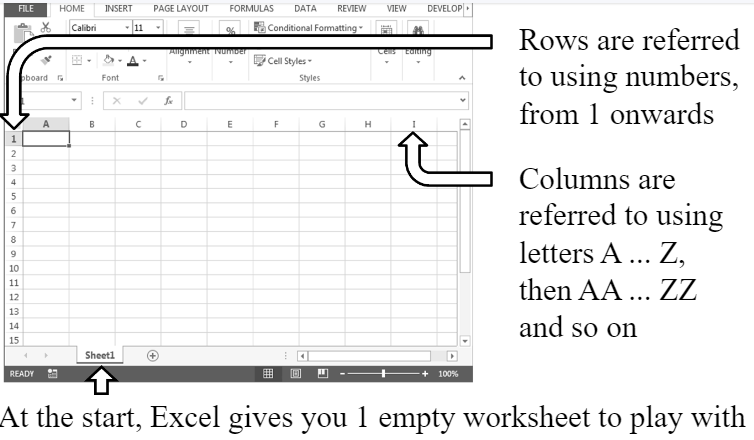 FILE HOME INSERT PAGE LAYOUT FORMULAS DATA REVIEW VIEW DEVELOP
Calibri 11 % Conditional Formatting
Alignment Number Cells Editing
Cell Styles
pboard Font Styles
fx
A B C D E F G H I
1
2
3
4
5
6
7
8
9
10
11
12
13
14
15
Sheet1
READY 100%
Rows are referred
to using numbers,
from 1 onwards
Columns are
referred to using
letters A ... Z,
then AA ... ZZ
and so on
At the start, Excel gives you 1 empty worksheet to play with